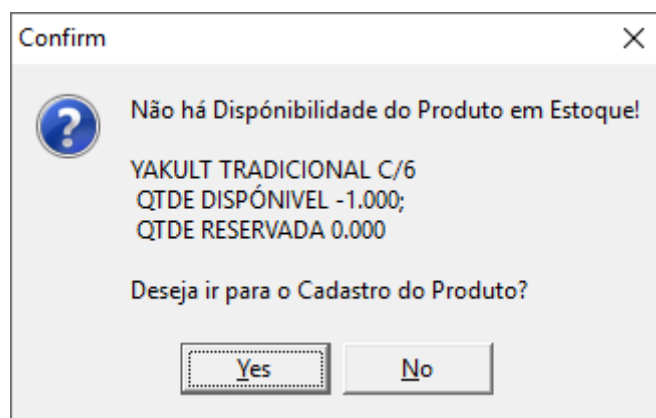 Confirm
Não há Dispónibilidade do Produto em Estoque!
YAKULT TRADICIONAL C/6
QTDE DISPÓNIVEL -1.000;
QTDE RESERVADA 0.000
Deseja ir para o Cadastro do Produto?
Yes No